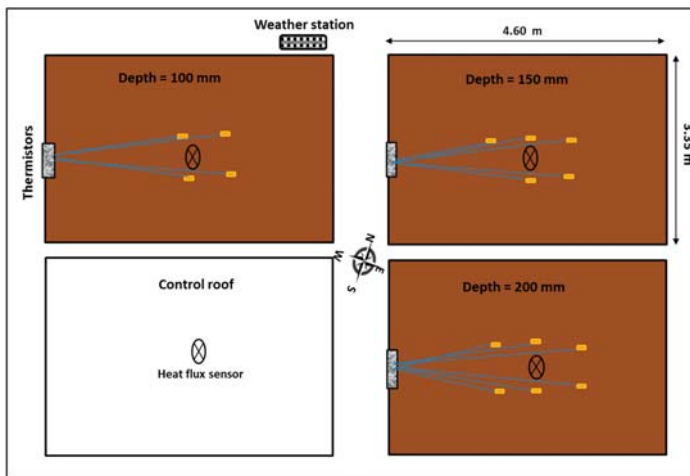 Weather station
4.60 m
Depth = 100 mm
Depth = 150 mm
Thermistors
m
N
W
E
S
Control roof
Depth = 200 mm
Heat flux sensor